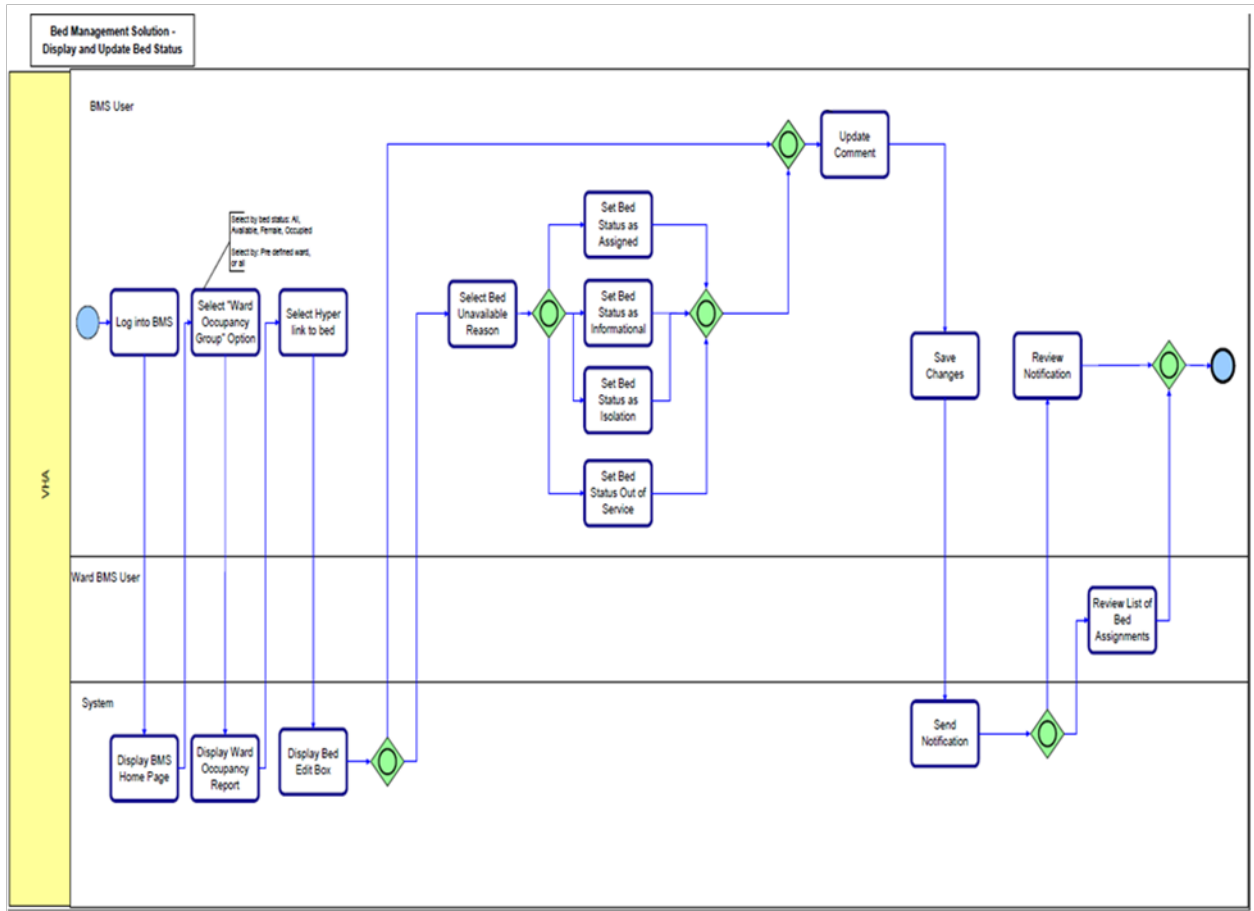 Bed Management Solution -
Display and Update Bed Status
VHA
BMS User
Select by bed status: All,
Available, Female, Occupied
Select by: Pre defined ward,
or all
Log into BMS
Select "Ward
Occupancy
Group" Option
Select Hyper
link to bed
Select Bed
Unavailable
Reason
Set Bed
Status as
Assigned
Set Bed
Status as
Informational
Set Bed
Status as
Isolation
Set Bed
Status Out of
Service
Update
Comment
Save
Changes
Review
Notification
Ward BMS User
Review List of
Bed
Assignments
System
Display BMS
Home Page
Display Ward
Occupancy
Report
Display Bed
Edit Box
Send
Notification